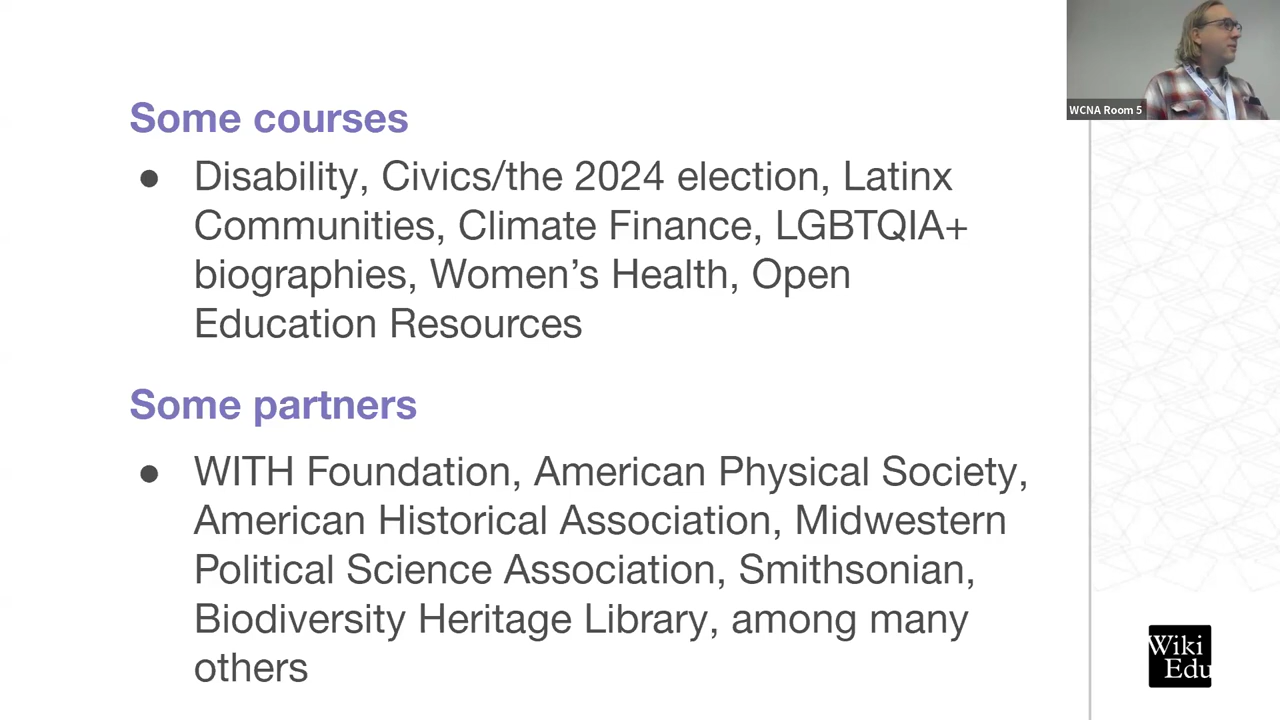 WCNA Room 5
Some courses
● Disability, Civics/the 2024 election, Latinx
Communities, Climate Finance, LGBTQIA+
biographies, Women’s Health, Open
Education Resources
Some partners
● WITH Foundation, American Physical Society,
American Historical Association, Midwestern
Political Science Association, Smithsonian,
Biodiversity Heritage Library, among many
others
Wiki
Edu